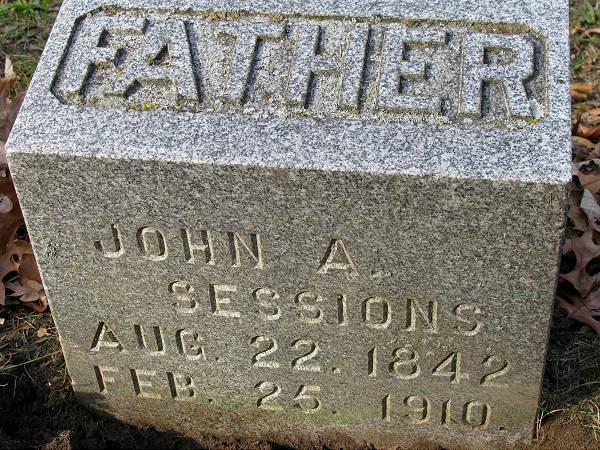 FATHER
JOHN A.
SESSIONS
AUG. 22. 1842
FEB. 25. 1910.